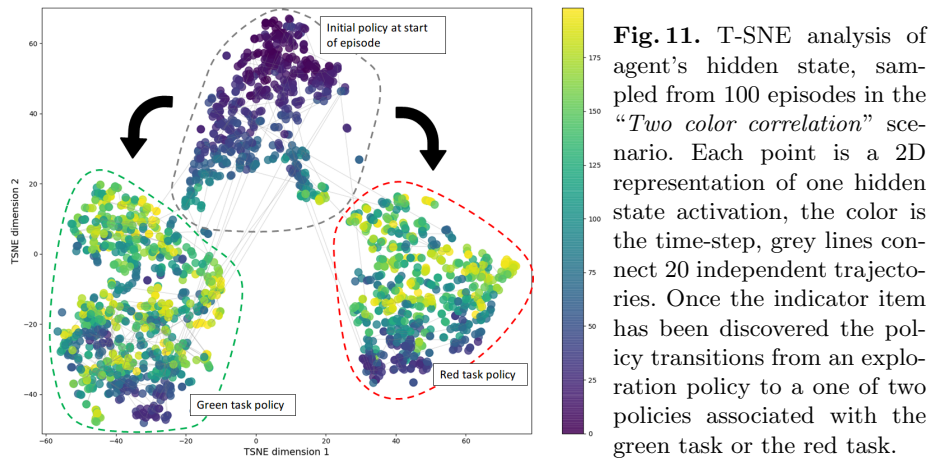 Initial policy at start
of episode
Green task policy
Red task policy
TSNE dimension 2
60
40
20
0
−20
−40
−60
−40
−20
0
20
40
60
TSNE dimension 1
175
150
125
100
75
50
25
0
Fig. 11. T-SNE analysis of
agent's hidden state, sam-
pled from 100 episodes in the
“Two color correlation” sce-
nario. Each point is a 2D
representation of one hidden
state activation, the color is
the time-step, grey lines con-
nect 20 independent trajecto-
ries. Once the indicator item
has been discovered the pol-
icy transitions from an explo-
ration policy to a one of two
policies associated with the
green task or the red task.